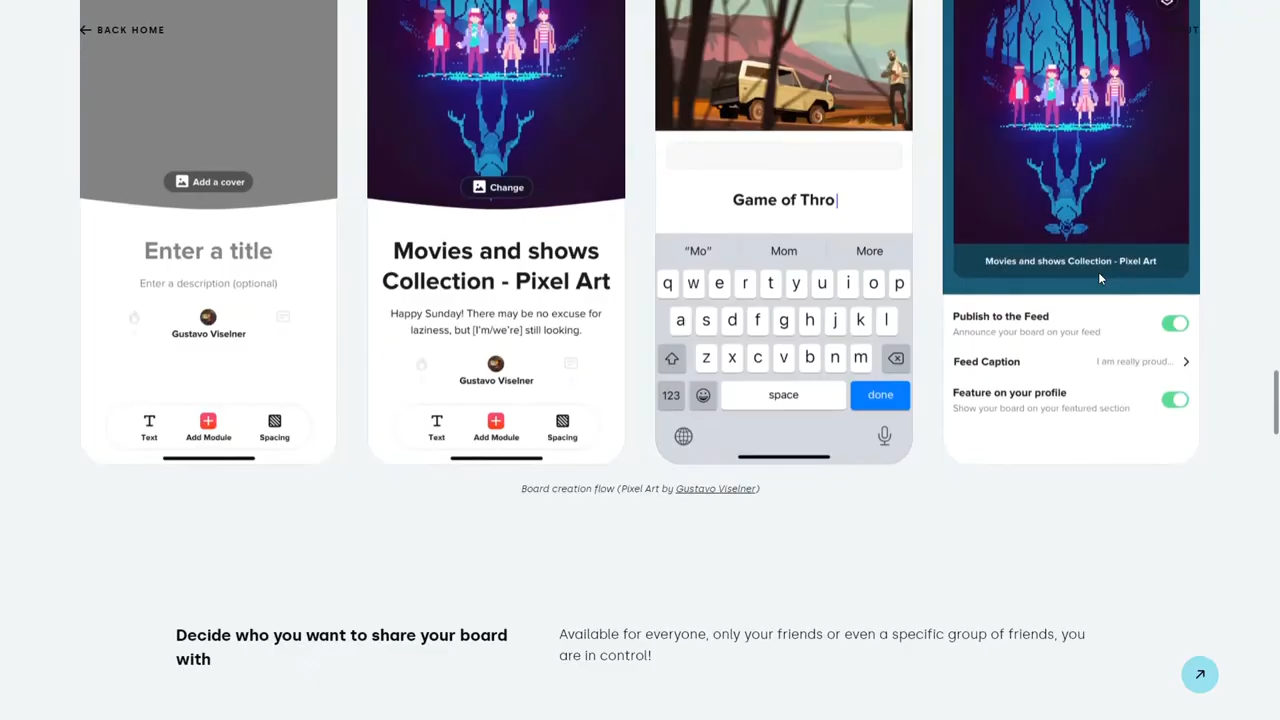 BACK HOME
UT
Add a cover
Enter a title
Enter a description (optional)
Gustavo Viselner
Text
Add Module
Spacing
Change
Movies and shows
Collection - Pixel Art
Happy Sunday! There may be no excuse for
laziness, but [I'm/we're] still looking.
Gustavo Viselner
Text
Add Module
Spacing
Game of Thro
"Mo" Mom More
q w e r t y u i o p
a s d f g h j k l
z x c v b n m
123 space done
Movies and shows Collection - Pixel Art
Publish to the Feed
Announce your board on your feed
Feed Caption I am really proud...
Feature on your profile
Show your board on your featured section
Board creation flow (Pixel Art by Gustavo Viselner)
Decide who you want to share your board
with
Available for everyone, only your friends or even a specific group of friends, you
are in control!